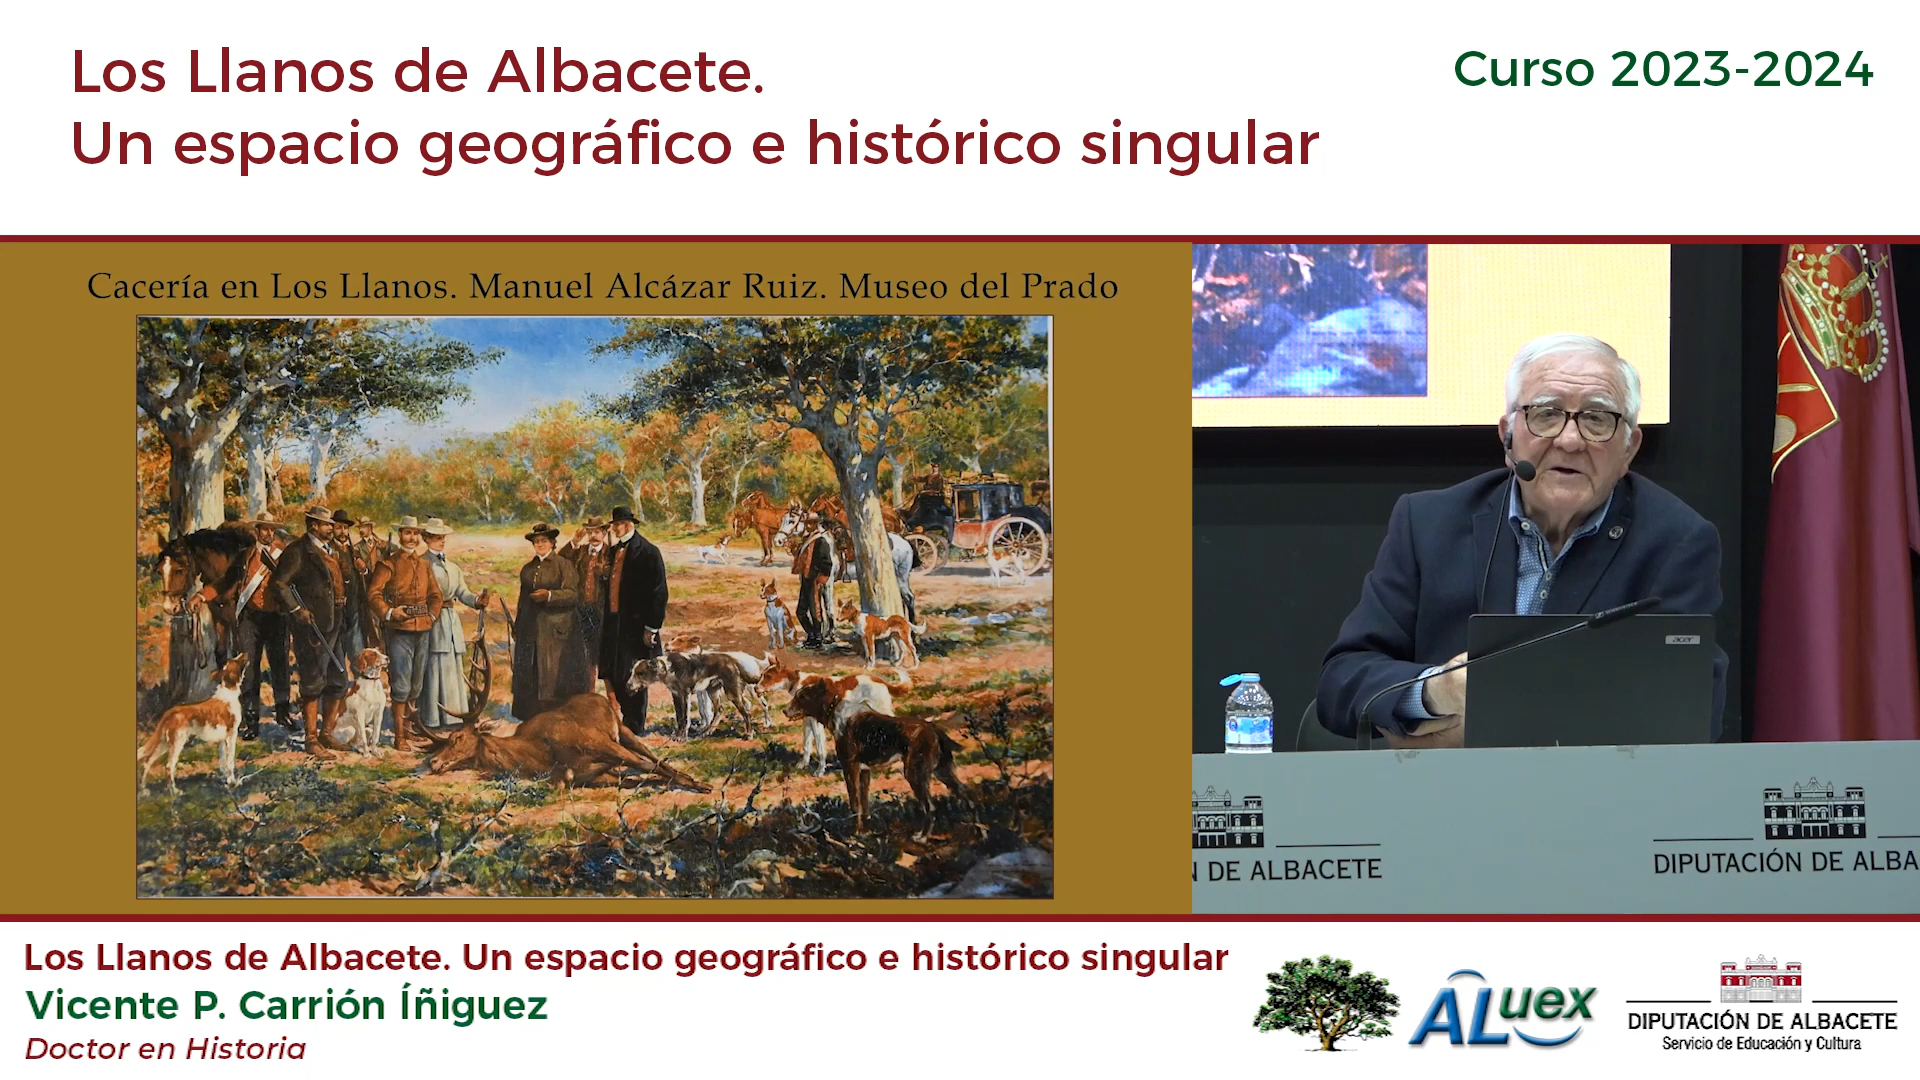 Los Llanos de Albacete.
Un espacio geográfico e histórico singular
Curso 2023-2024
Cacería en Los Llanos. Manuel Alcázar Ruiz. Museo del Prado
acer
N DE ALBACETE
DIPUTACIÓN DE ALBA
Los Llanos de Albacete. Un espacio geográfico e histórico singular
Vicente P. Carrión Íñiguez
Doctor en Historia
ALuex
DIPUTACIÓN DE ALBACETE
Servicio de Educación y Cultura